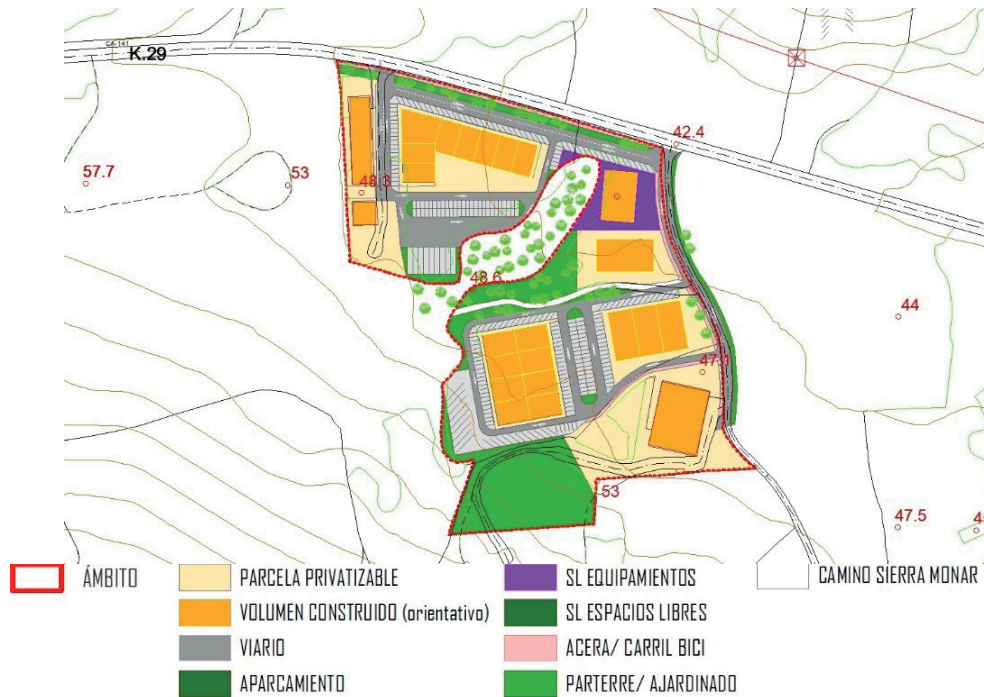 CA-141
K.29
42.4
57.7
53
48.3
48.6
44
47.
53
47.5
ÁMBITO
PARCELA PRIVATIZABLE
SL EQUIPAMIENTOS
CAMINO SIERRA MONAR
VOLUMEN CONSTRUIDO (orientativo)
SL ESPACIOS LIBRES
VIARIO
ACERA/ CARRIL BICI
APARCAMIENTO
PARTERRE/ AJARDINADO